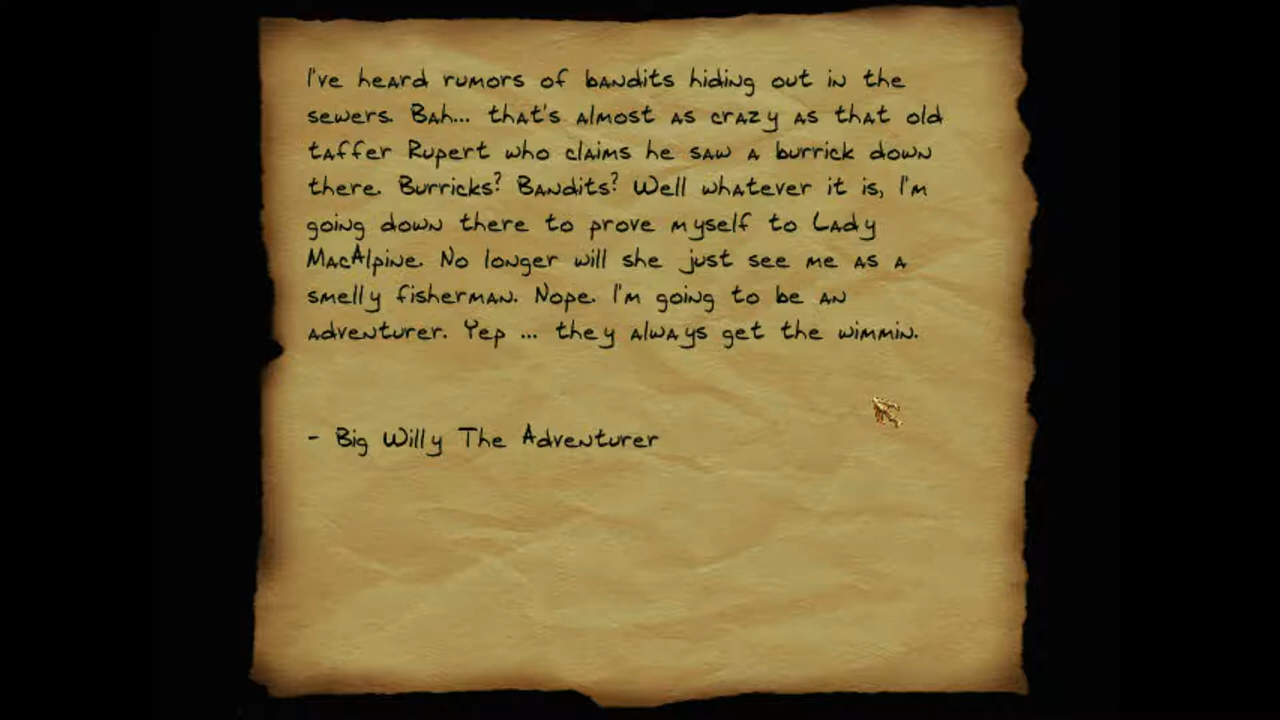 I've heard rumors of bandits hiding out in the
sewers. Bah... that's almost as crazy as that old
taffer Rupert who claims he saw a burrick down
there. Burricks? Bandits? Well whatever it is, I'm
going down there to prove myself to Lady
MacAlpine. No longer will she just see me as a
smelly fisherman. Nope. I'm going to be an
adventurer. Yep ... they always get the wimmin.
- Big Willy The Adventurer